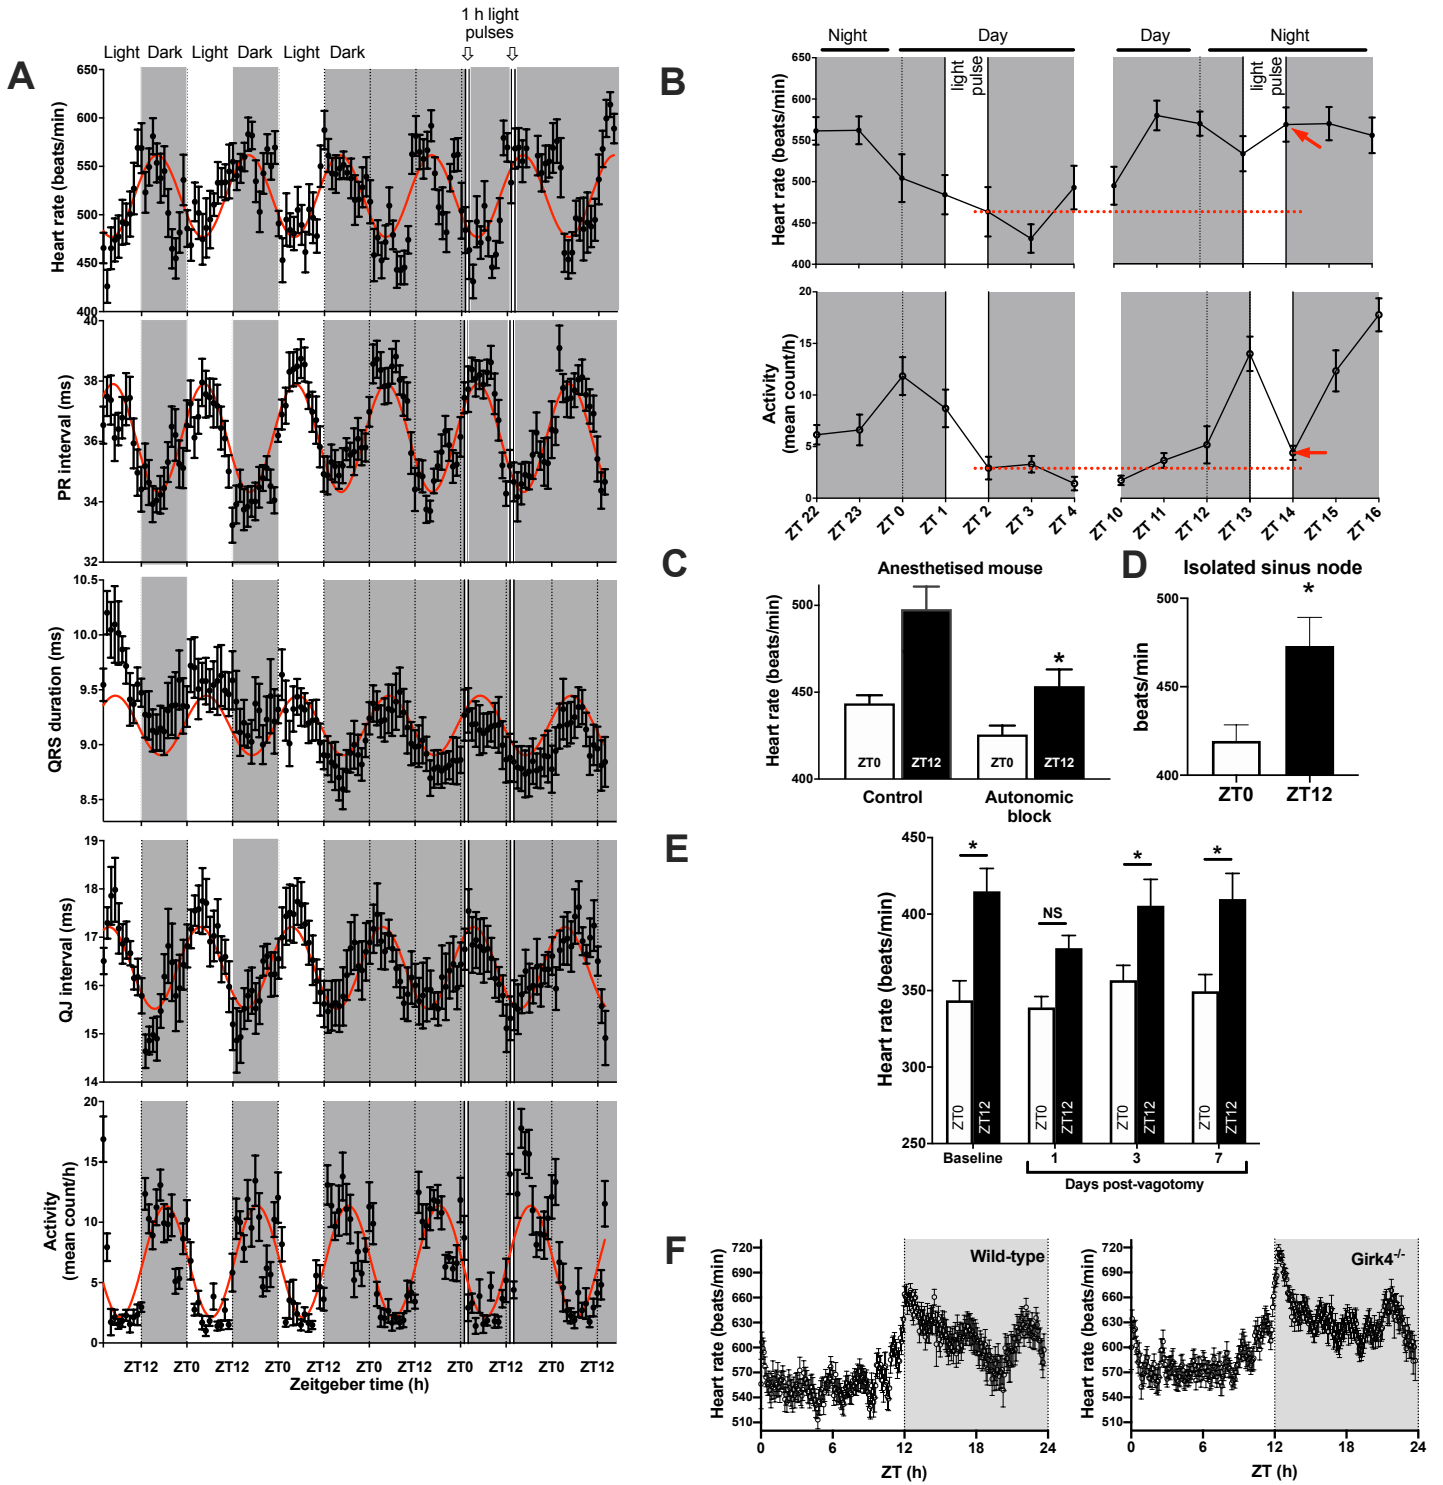 1 h light
pulses
Light Dark Light Dark Light Dark
A
Heart rate (beats/min)
650
600
550
500
450
400
PR interval (ms)
40
38
36
34
32
QRS duration (ms)
10.5
10.0
9.5
9.0
8.5
QJ interval (ms)
19
18
17
16
15
14
Activity
(mean count/h)
20
15
10
5
0
ZT12 ZT0 ZT12 ZT0 ZT12 ZT0 ZT12 ZT0 ZT12 ZT0 ZT12
Zeitgeber time (h)
B
Night Day Day Night
light
pulse
light
pulse
Heart rate (beats/min)
650
600
550
500
450
400
Activity
(mean count/h)
20
15
10
5
0
ZT 22 ZT 23 ZT 0 ZT 1 ZT 2 ZT 3 ZT 4 ZT 10 ZT 11 ZT 12 ZT 13 ZT 14 ZT 15 ZT 16
C
Anesthetised mouse
Heart rate (beats/min)
500
450
400
*
ZT0 ZT12 ZT0 ZT12
Control Autonomic
block
D
Isolated sinus node
*
beats/min
500
450
400
ZT0 ZT12
E
Heart rate (beats/min)
450
400
350
300
250
* NS * *
ZT0 ZT12 ZT0 ZT12 ZT0 ZT12 ZT0 ZT12
Baseline 1 3 7
Days post-vagotomy
F
Wild-type
Heart rate (beats/min)
720
690
660
630
600
570
540
510
0 6 12 18 24
ZT (h)
Girk4-/-
Heart rate (beats/min)
720
690
660
630
600
570
540
510
0 6 12 18 24
ZT (h)